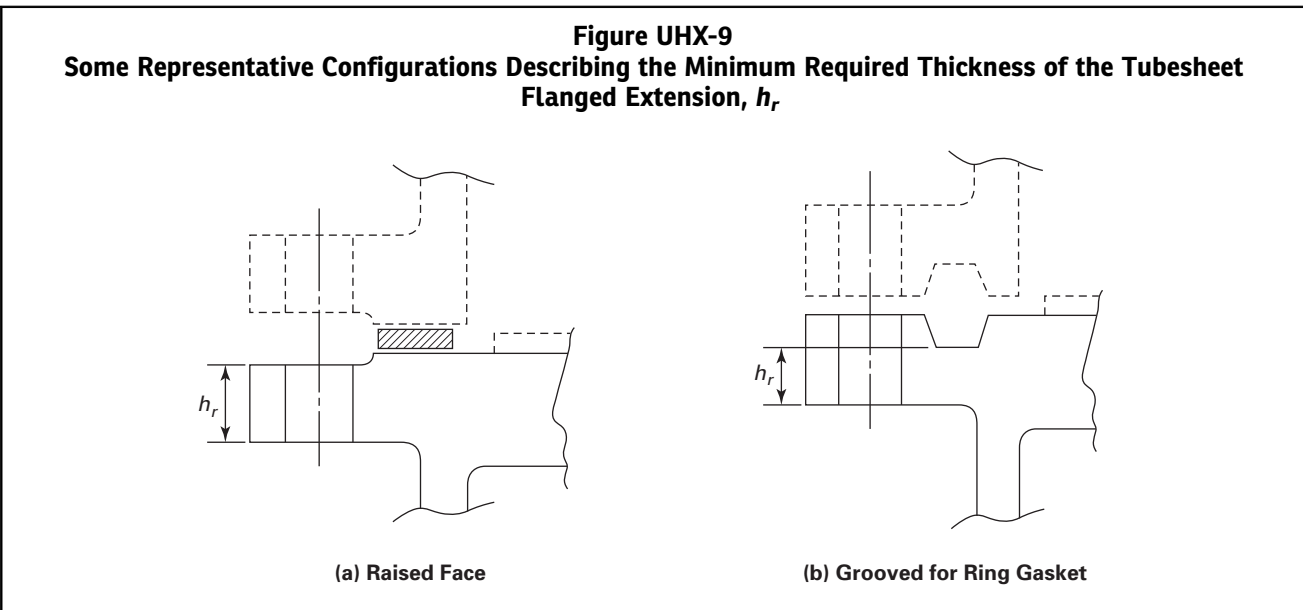 Figure UHX-9
Some Representative Configurations Describing the Minimum Required Thickness of the Tubesheet
Flanged Extension, hr
hr
hr
(a) Raised Face
(b) Grooved for Ring Gasket